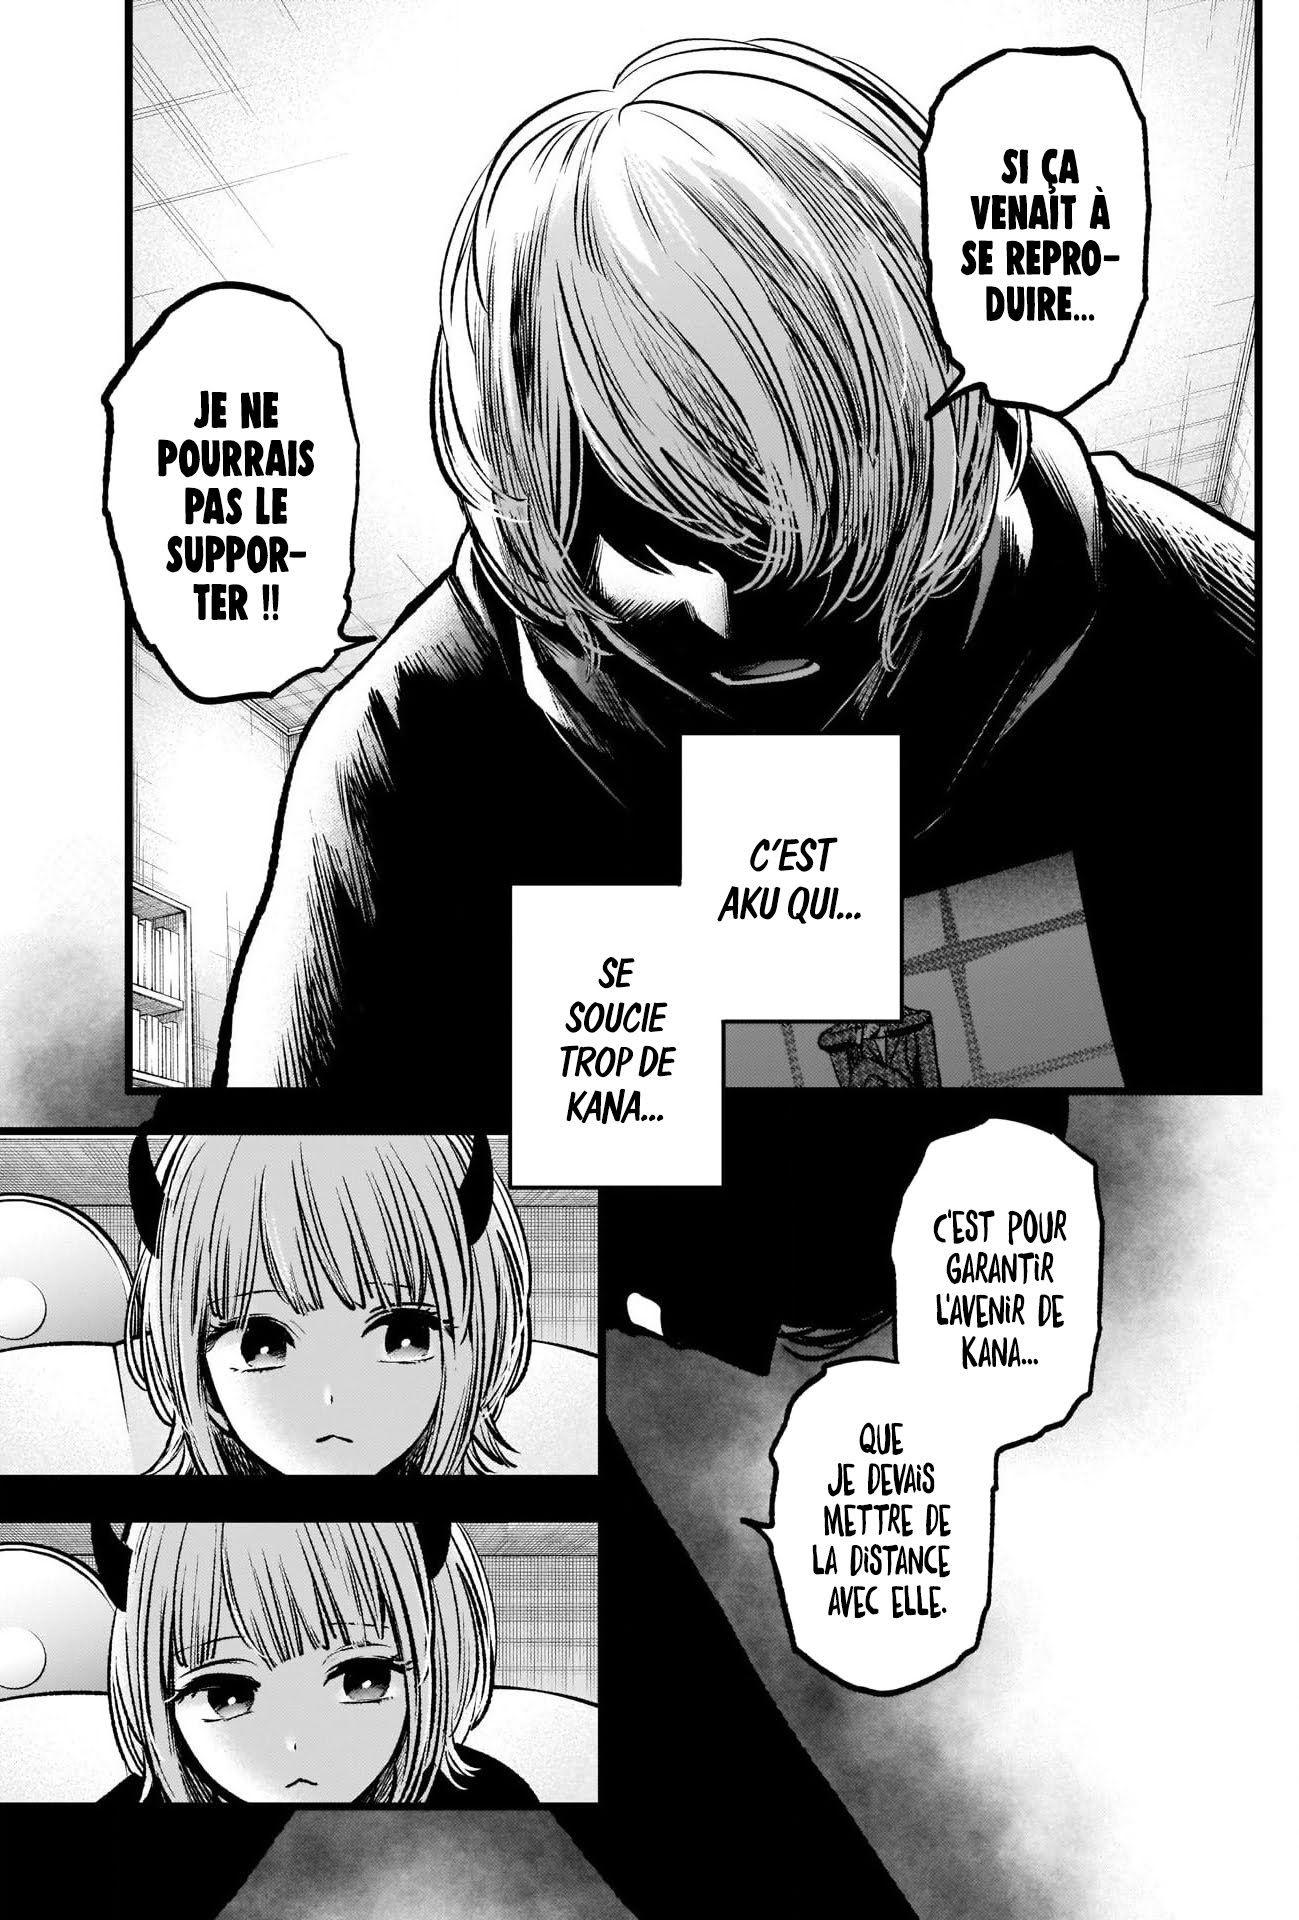 SI ÇA
VENAIT À
SE REPRO-
DUIRE...
JE NE
POURRAIS
PAS LE
SUPPOR-
TER !!
C'EST
AKU QUI...
SE
SOUCIE
TROP DE
KANA...
C'EST POUR
GARANTIR
L'AVENIR DE
KANA...
QUE
JE DEVAIS
METTRE DE
LA DISTANCE
AVEC ELLE.